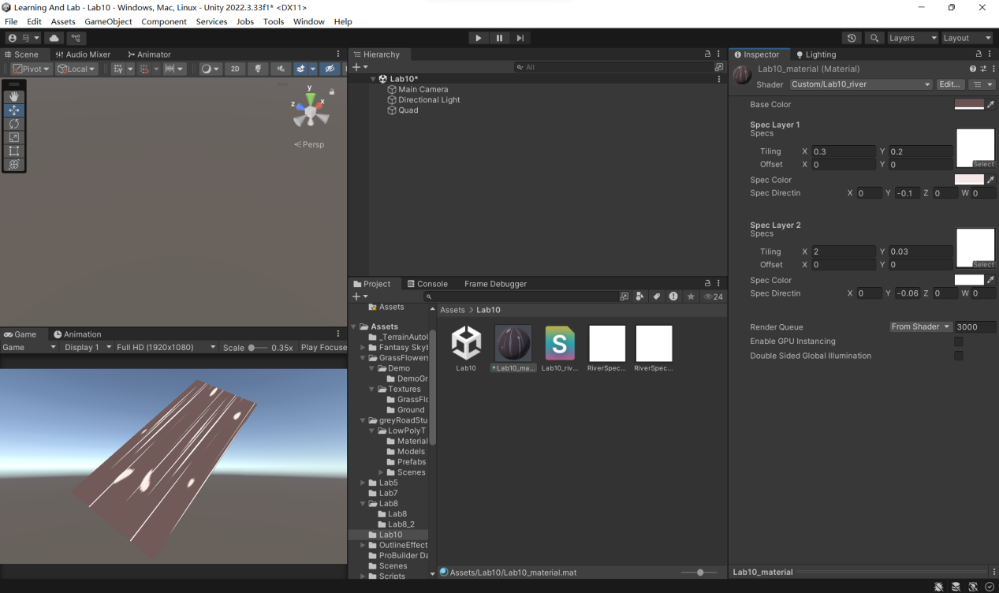 Learning And Lab - Lab10 - Windows, Mac, Linux - Unity 2022.3.33f1* <DX11>
File Edit Assets GameObject Component Services Jobs Tools Window Help
马
Layers
Layout
Scene Audio Mixer Animator
Pivot Local 2D
y
x
z
Persp
Game Animation
Game Display 1 Full HD (1920x1080) Scale 0.35x Play Focuse
Hierarchy
All
Lab10*
Main Camera
Directional Light
Quad
Project Console Frame Debugger
24
Assets
Assets
_TerrainAutoU
Fantasy Skyb
GrassFlowers
Demo
DemoGr
Textures
GrassFlo
Ground
greyRoadStu
LowPolyT
Material
Models
Prefabs
Scenes
Lab5
Lab7
Lab8
Lab8
Lab8_2
Lab10
OutlineEffect
ProBuilder Da
Scenes
Scripts
Assets > Lab10
Lab10
Lab10_ma...
S
Lab10_riv...
RiverSpec...
RiverSpec...
Assets/Lab10/Lab10_material.mat
Inspector Lighting
Lab10_material (Material)
Shader Custom/Lab10_river Edit...
Base Color
Spec Layer 1
Specs
Tiling X 0.3 Y 0.2
Offset X 0 Y 0
Select
Spec Color
Spec Directin X 0 Y -0.1 Z 0 W 0
Spec Layer 2
Specs
Tiling X 2 Y 0.03
Offset X 0 Y 0
Select
Spec Color
Spec Directin X 0 Y -0.06 Z 0 W 0
Render Queue From Shader 3000
Enable GPU Instancing
Double Sided Global Illumination
Lab10_material